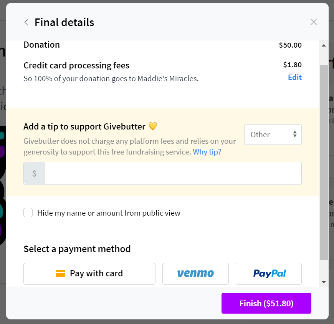 Final details
Donation $50.00
Credit card processing fees $1.80
So 100% of your donation goes to Maddie's Miracles. Edit
Add a tip to support Givebutter 💛
Other
Givebutter does not charge any platform fees and relies on your
generosity to support this free fundraising service. Why tip?
$
Hide my name or amount from public view
Select a payment method
Pay with card
venmo
PayPal
Finish ($51.80)